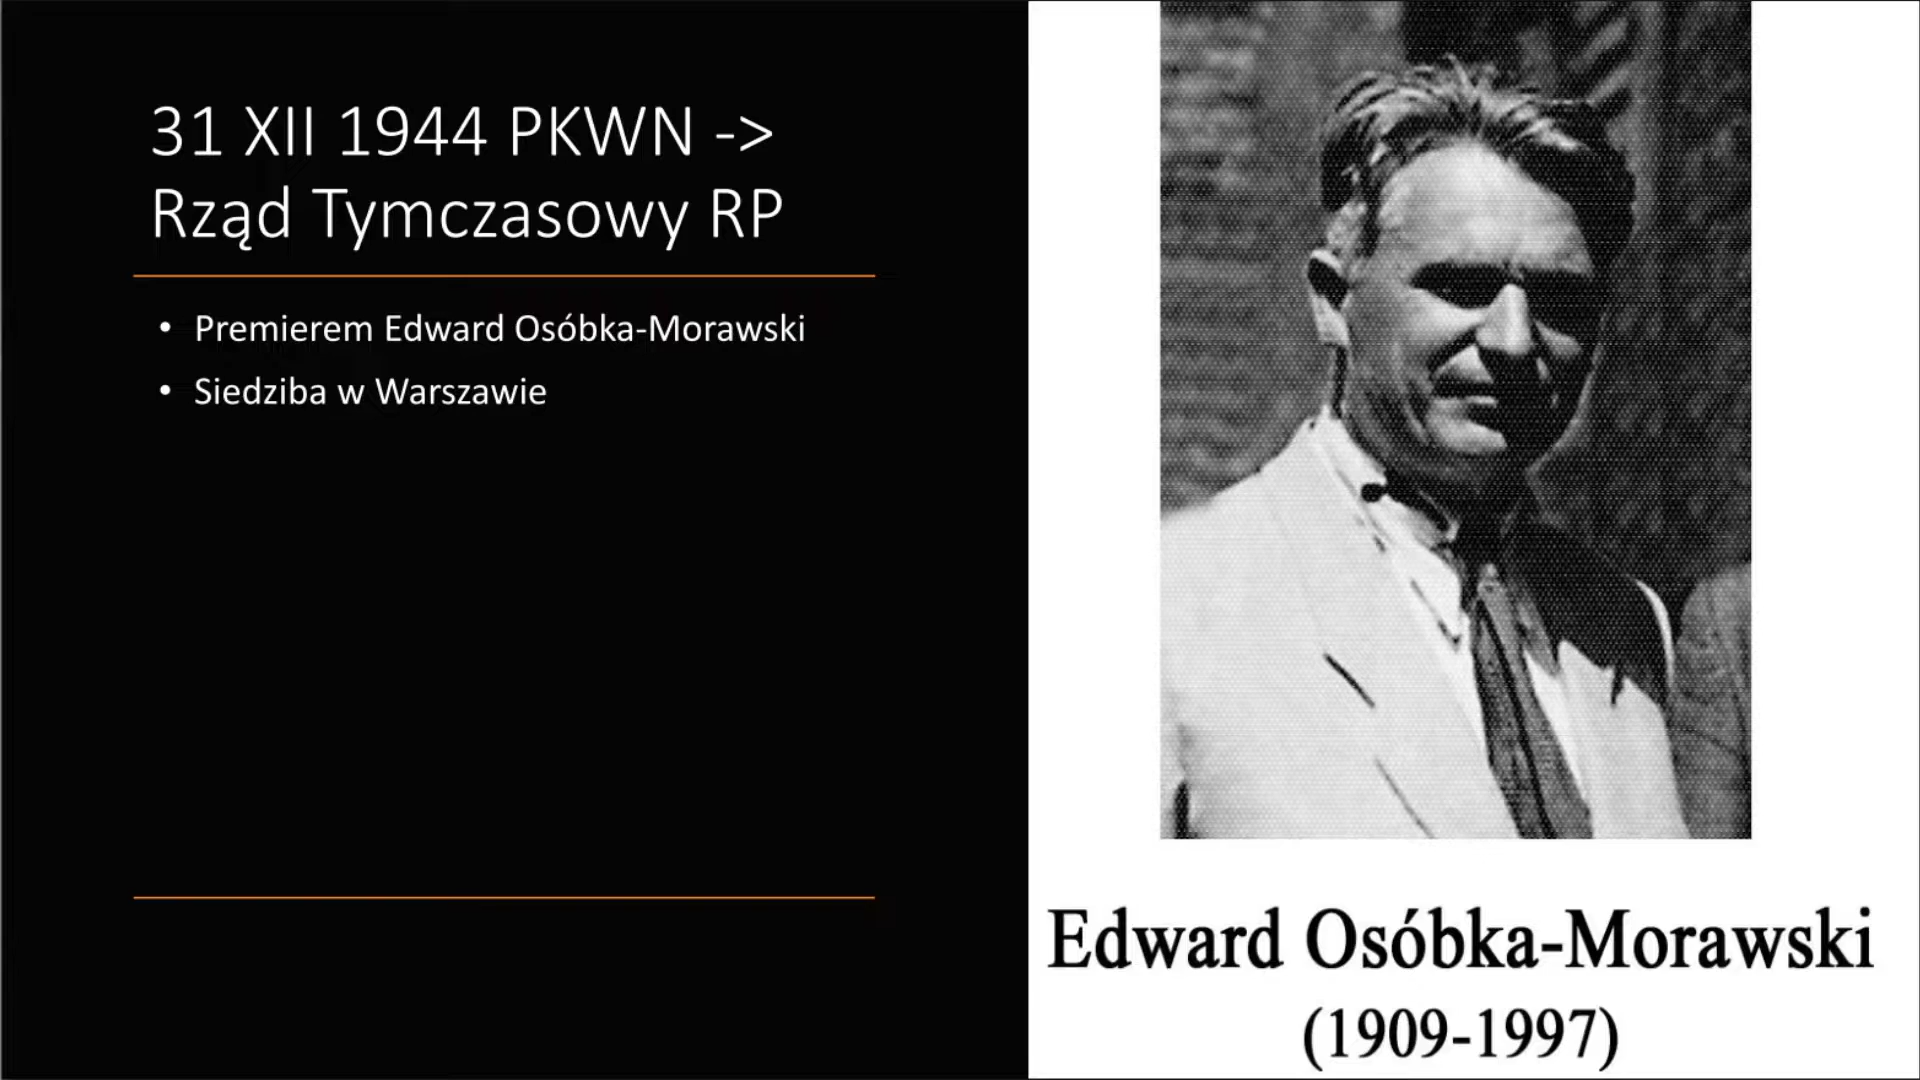 31 XII 1944 PKWN ->
Rząd Tymczasowy RP
• Premierem Edward Osóbka-Morawski
• Siedziba w Warszawie
Edward Osóbka-Morawski
(1909-1997)